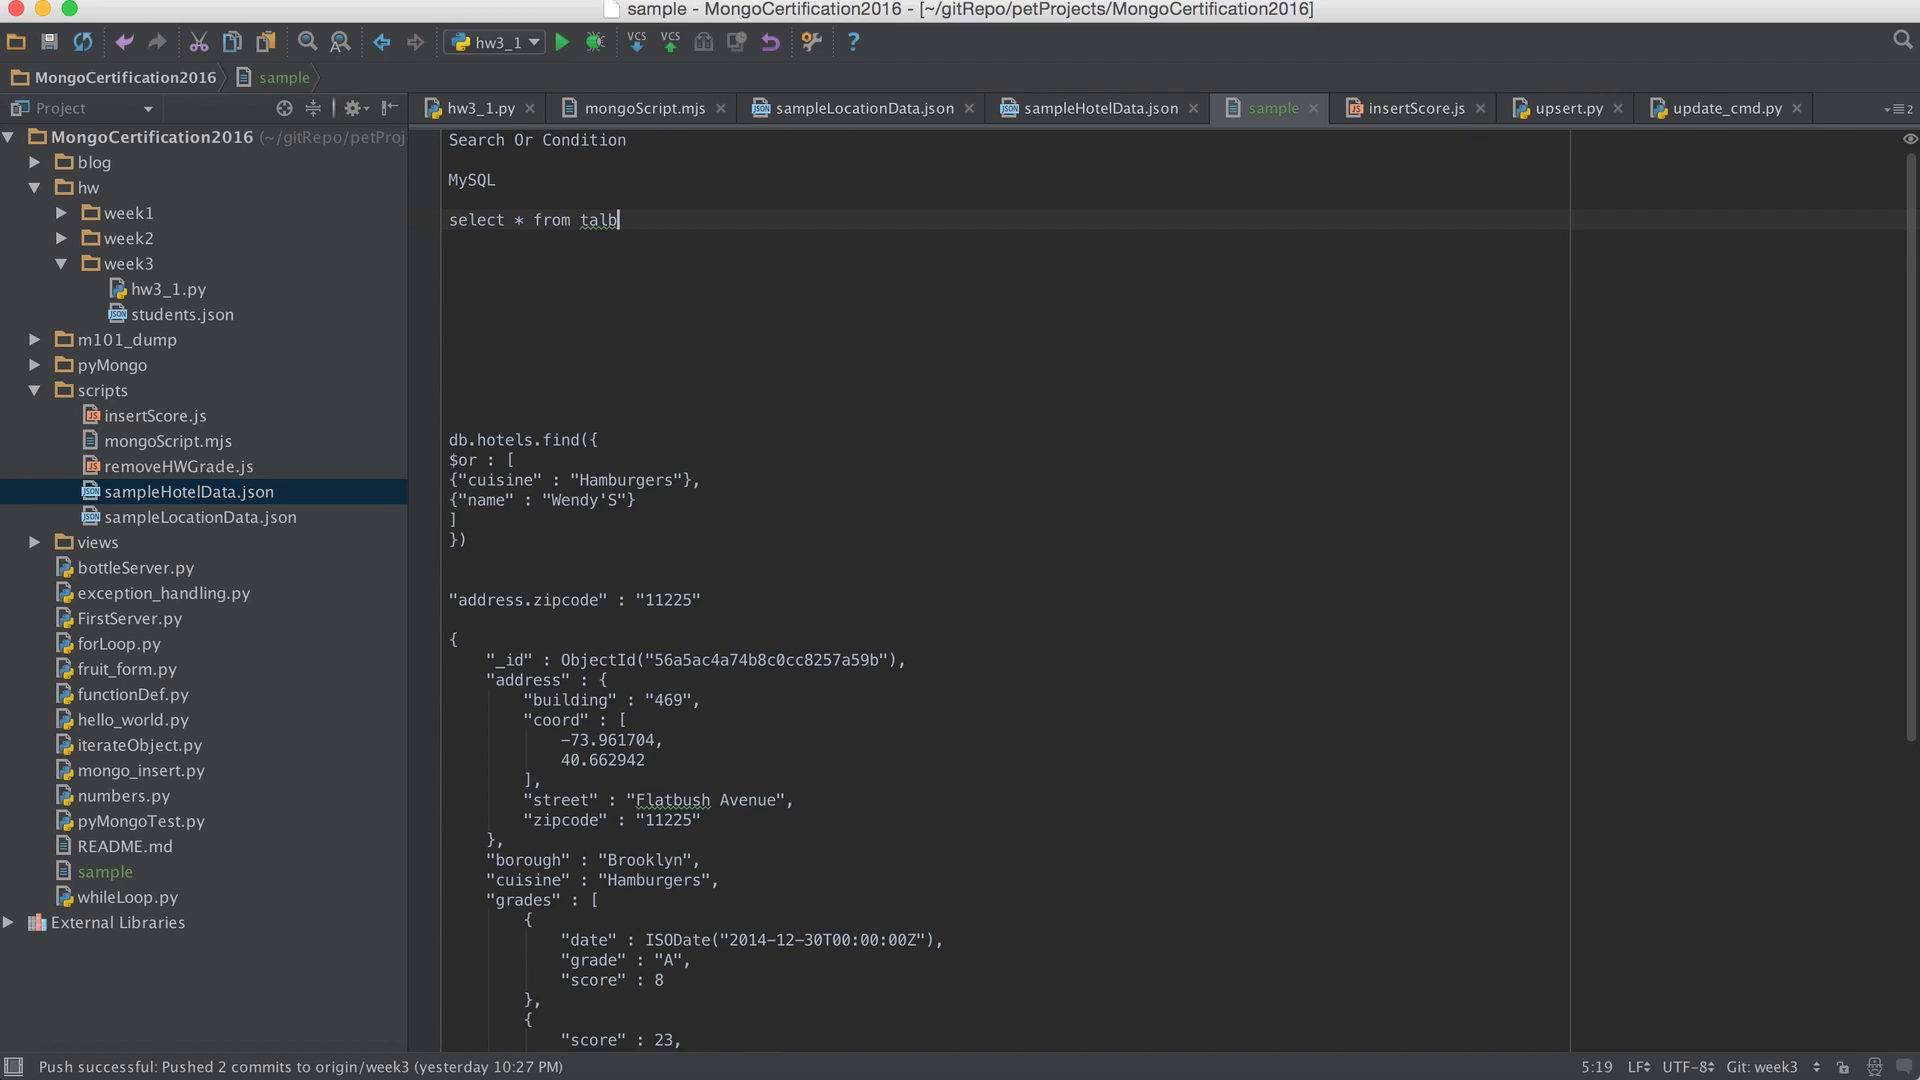 sample - MongoCertification2016 - [~/gitRepo/petProjects/MongoCertification2016]
hw3_1
VCS
VCS
MongoCertification2016
sample
Project
hw3_1.py
mongoScript.mjs
sampleLocationData.json
sampleHotelData.json
sample
insertScore.js
upsert.py
update_cmd.py
2
MongoCertification2016 (~/gitRepo/petProj
blog
hw
week1
week2
week3
hw3_1.py
students.json
m101_dump
pyMongo
scripts
insertScore.js
mongoScript.mjs
removeHWGrade.js
sampleHotelData.json
sampleLocationData.json
views
bottleServer.py
exception_handling.py
FirstServer.py
forLoop.py
fruit_form.py
functionDef.py
hello_world.py
iterateObject.py
mongo_insert.py
numbers.py
pyMongoTest.py
README.md
sample
whileLoop.py
External Libraries
Search Or Condition
MySQL
select * from talb
db.hotels.find({
$or : [
{"cuisine" : "Hamburgers"},
{"name" : "Wendy'S"}
]
})
"address.zipcode" : "11225"
{
"_id" : ObjectId("56a5ac4a74b8c0cc8257a59b"),
"address" : {
"building" : "469",
"coord" : [
-73.961704,
40.662942
],
"street" : "Flatbush Avenue",
"zipcode" : "11225"
},
"borough" : "Brooklyn",
"cuisine" : "Hamburgers",
"grades" : [
{
"date" : ISODate("2014-12-30T00:00:00Z"),
"grade" : "A",
"score" : 8
},
{
"score" : 23,
Push successful: Pushed 2 commits to origin/week3 (yesterday 10:27 PM)
5:19 LF UTF-8 Git: week3